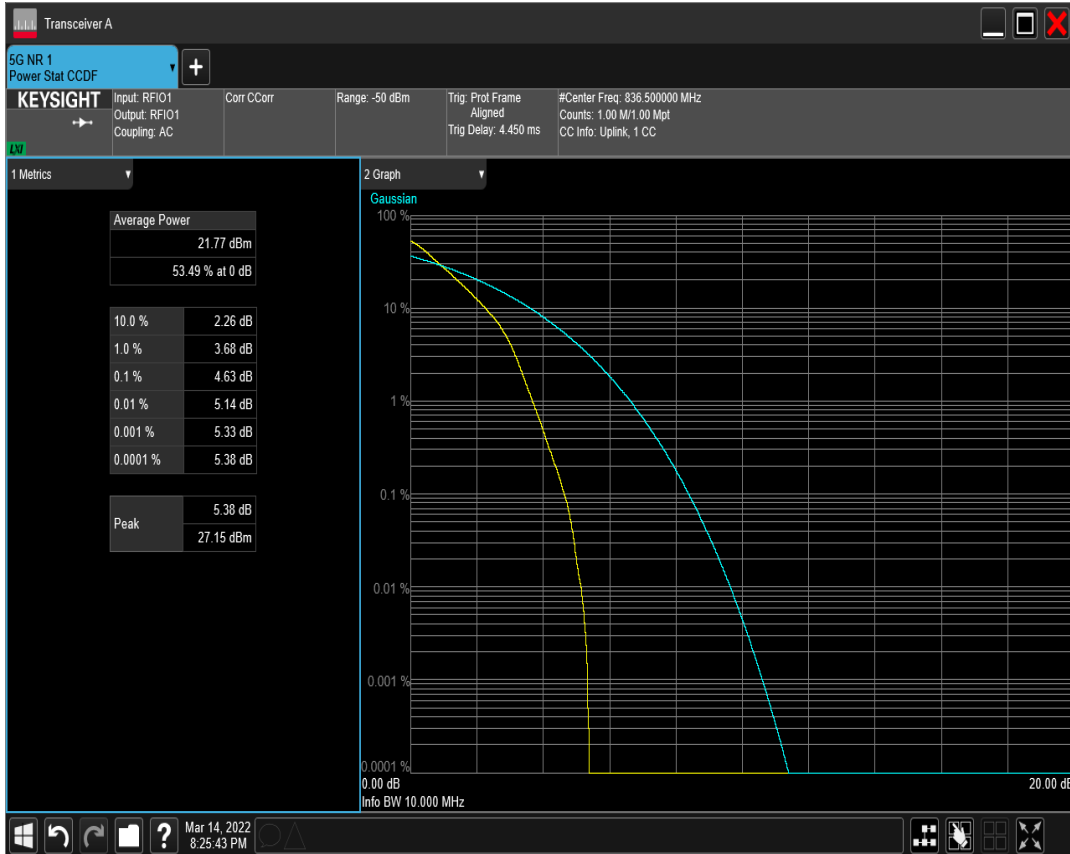 Transceiver A
5G NR 1
Power Stat CCDF
+
KEYSIGHT
LXI
Input: RFIO1
Output: RFIO1
Coupling: AC
Corr CCorr
Range: -50 dBm
Trig: Prot Frame
Aligned
Trig Delay: 4.450 ms
#Center Freq: 836.500000 MHz
Counts: 1.00 M/1.00 Mpt
CC Info: Uplink, 1 CC
1 Metrics
Average Power
21.77 dBm
53.49 % at 0 dB
10.0 % 2.26 dB
1.0 % 3.68 dB
0.1 % 4.63 dB
0.01 % 5.14 dB
0.001 % 5.33 dB
0.0001 % 5.38 dB
Peak 5.38 dB
27.15 dBm
2 Graph
Gaussian
100 %
10 %
1 %
0.1 %
0.01 %
0.001 %
0.0001 %
0.00 dB 20.00 dB
Info BW 10.000 MHz
?
Mar 14, 2022
8:25:43 PM